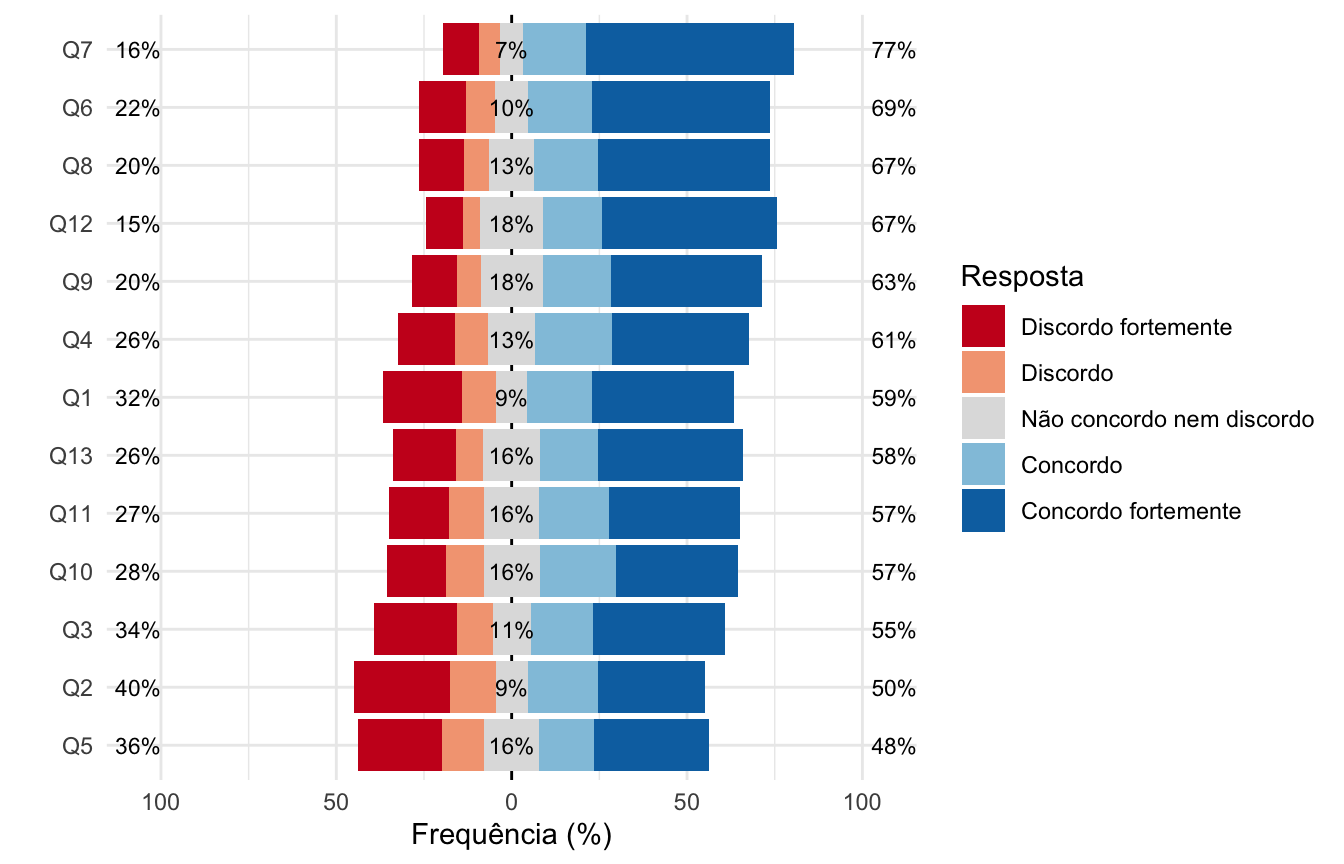 Q7 16% 7% 77%
Q6 22% 10% 69%
Q8 20% 13% 67%
Q12 15% 18% 67%
Q9 20% 18% 63%
Q4 26% 13% 61%
Q1 32% 9% 59%
Q13 26% 16% 58%
Q11 27% 16% 57%
Q10 28% 16% 57%
Q3 34% 11% 55%
Q2 40% 9% 50%
Q5 36% 16% 48%
100 50 0 50 100
Frequência (%)
Resposta
Discordo fortemente
Discordo
Não concordo nem discordo
Concordo
Concordo fortemente